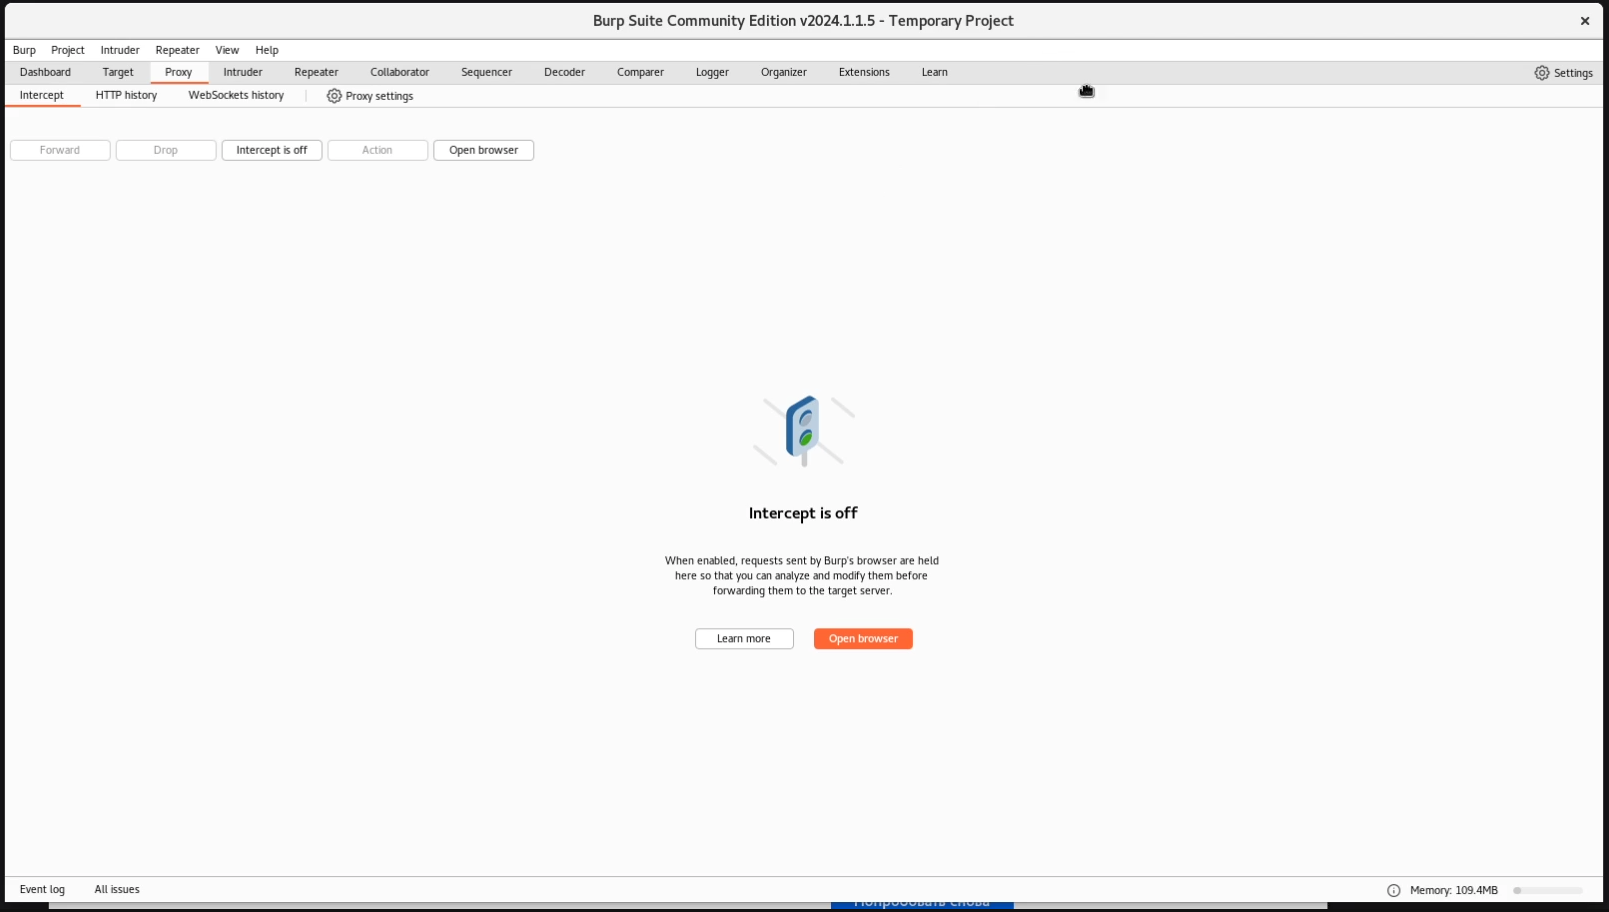 Burp Suite Community Edition v2024.1.1.5 - Temporary Project
Burp Project Intruder Repeater View Help
Dashboard Target Proxy Intruder Repeater Collaborator Sequencer Decoder Comparer Logger Organizer Extensions Learn Settings
Intercept HTTP history WebSockets history Proxy settings
Forward Drop Intercept is off Action Open browser
Intercept is off
When enabled, requests sent by Burp's browser are held
here so that you can analyze and modify them before
forwarding them to the target server.
Learn more Open browser
Event log All issues Memory: 109.4MB
Попробовать снова